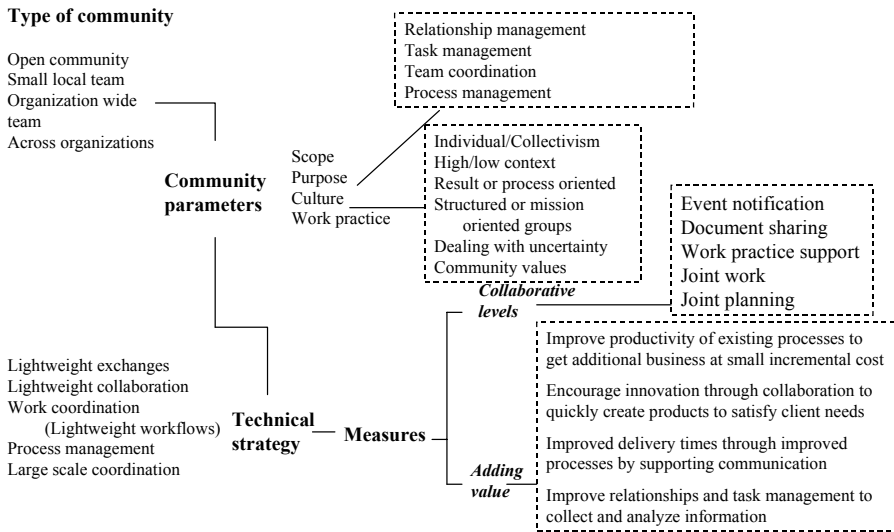 Type of community
Open community
Small local team
Organization wide
team
Across organizations
Relationship management
Task management
Team coordination
Process management
Community
parameters
Scope
Purpose
Culture
Work practice
Individual/Collectivism
High/low context
Result or process oriented
Structured or mission
oriented groups
Dealing with uncertainty
Community values
Event notification
Document sharing
Work practice support
Joint work
Joint planning
Collaborative
levels
Lightweight exchanges
Lightweight collaboration
Work coordination
(Lightweight workflows)
Process management
Large scale coordination
Technical
strategy
Measures
Improve productivity of existing processes to
get additional business at small incremental cost
Encourage innovation through collaboration to
quickly create products to satisfy client needs
Improved delivery times through improved
processes by supporting communication
Improve relationships and task management to
collect and analyze information
Adding
value